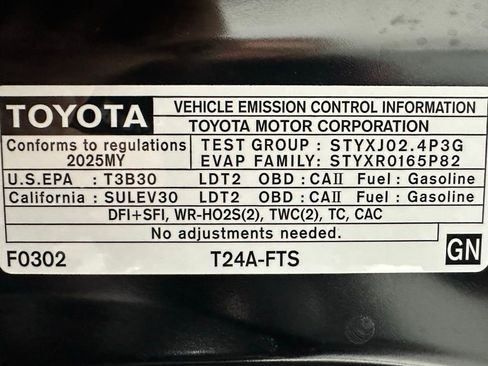 TOYOTA VEHICLE EMISSION CONTROL INFORMATION
TOYOTA MOTOR CORPORATION
Conforms to regulations TEST GROUP : STYXJ02.4P3G
2025MY EVAP FAMILY: STYXR0165P82
U.S.EPA : T3B30 LDT2 OBD : CAII Fuel : Gasoline
California : SULEV30 LDT2 OBD : CAII Fuel : Gasoline
DFI+SFI, WR-HO2S(2), TWC(2), TC, CAC
No adjustments needed.
F0302 T24A-FTS GN